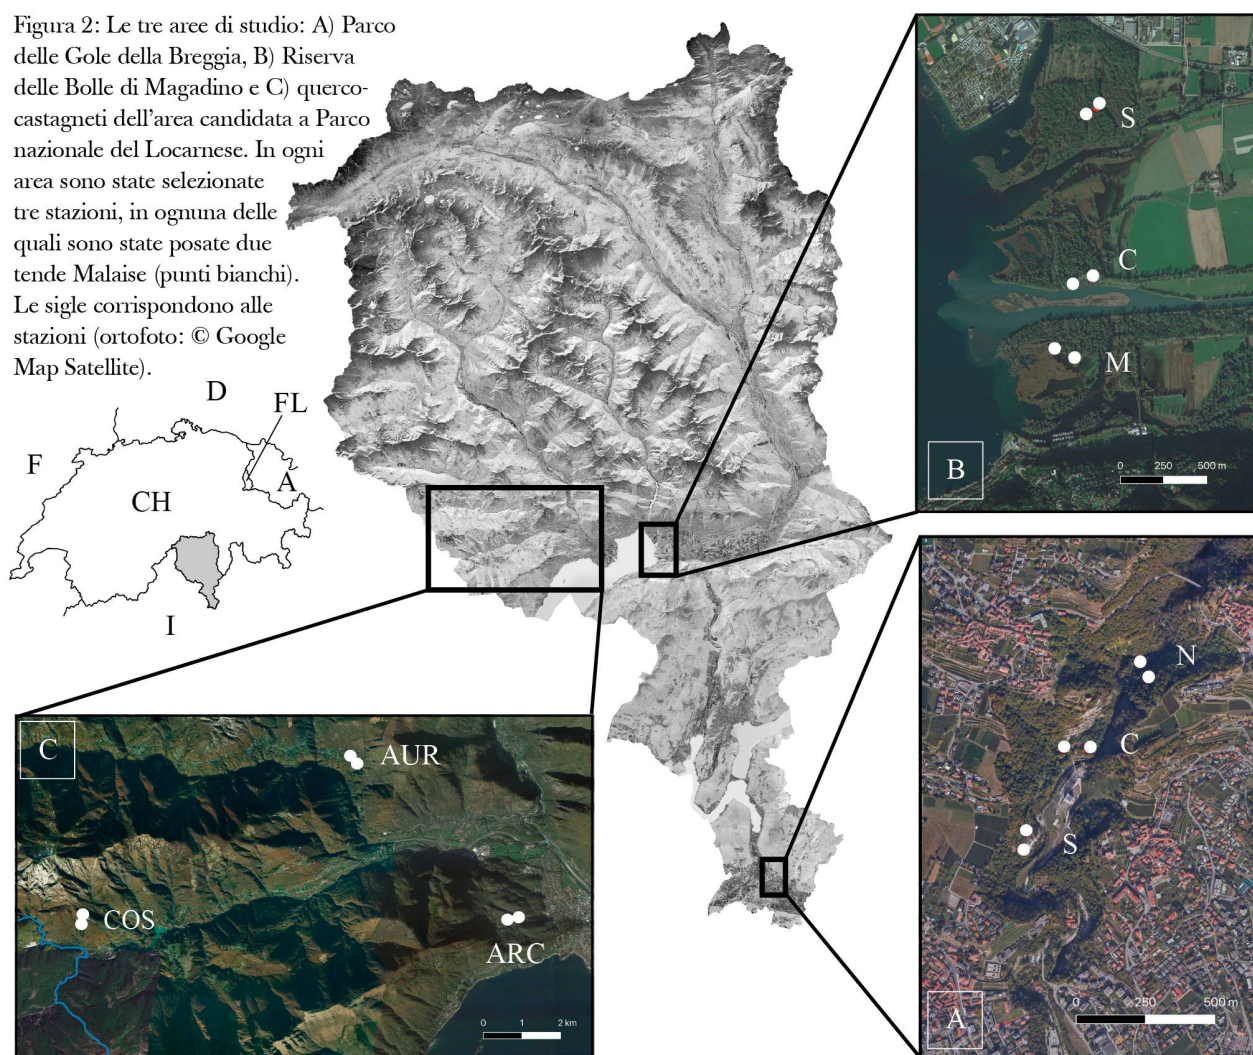 Figura 2: Le tre aree di studio: A) Parco
delle Gole della Breggia, B) Riserva
delle Bolle di Magadino e C) querco-
castagneti dell'area candidata a Parco
nazionale del Locarnese. In ogni
area sono state selezionate
tre stazioni, in ognuna delle
quali sono state posate due
tende Malaise (punti bianchi).
Le sigle corrispondono alle
stazioni (ortofoto: © Google
Map Satellite).
D
FL
F
A
CH
I
S
C
M
B
0 250 500 m
N
C
S
A
0 250 500 m
C
AUR
COS
ARC
0 1 2 km